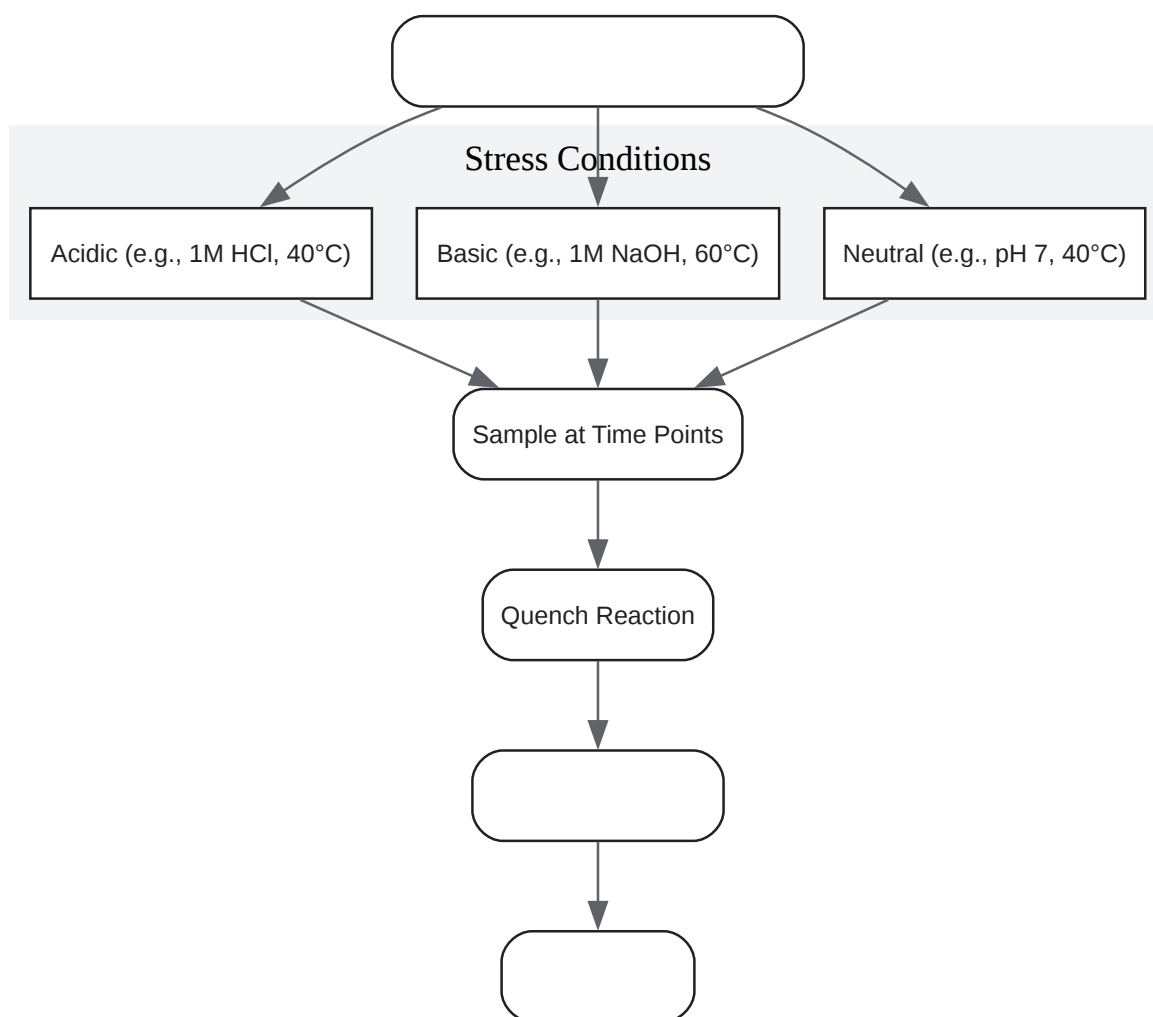 Stress Conditions
Acidic (e.g., 1M HCl, 40°C)
Basic (e.g., 1M NaOH, 60°C)
Neutral (e.g., pH 7, 40°C)
Sample at Time Points
Quench Reaction